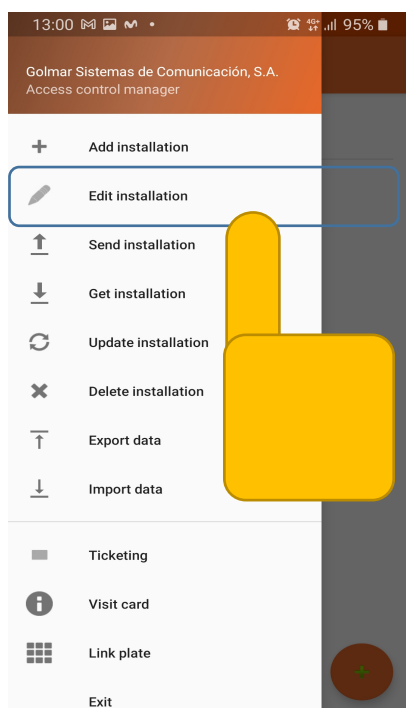 13:00 4G+ 95%
Golmar Sistemas de Comunicación, S.A.
Access control manager
Add installation
Edit installation
Send installation
Get installation
Update installation
Delete installation
Export data
Import data
Ticketing
Visit card
Link plate
Exit